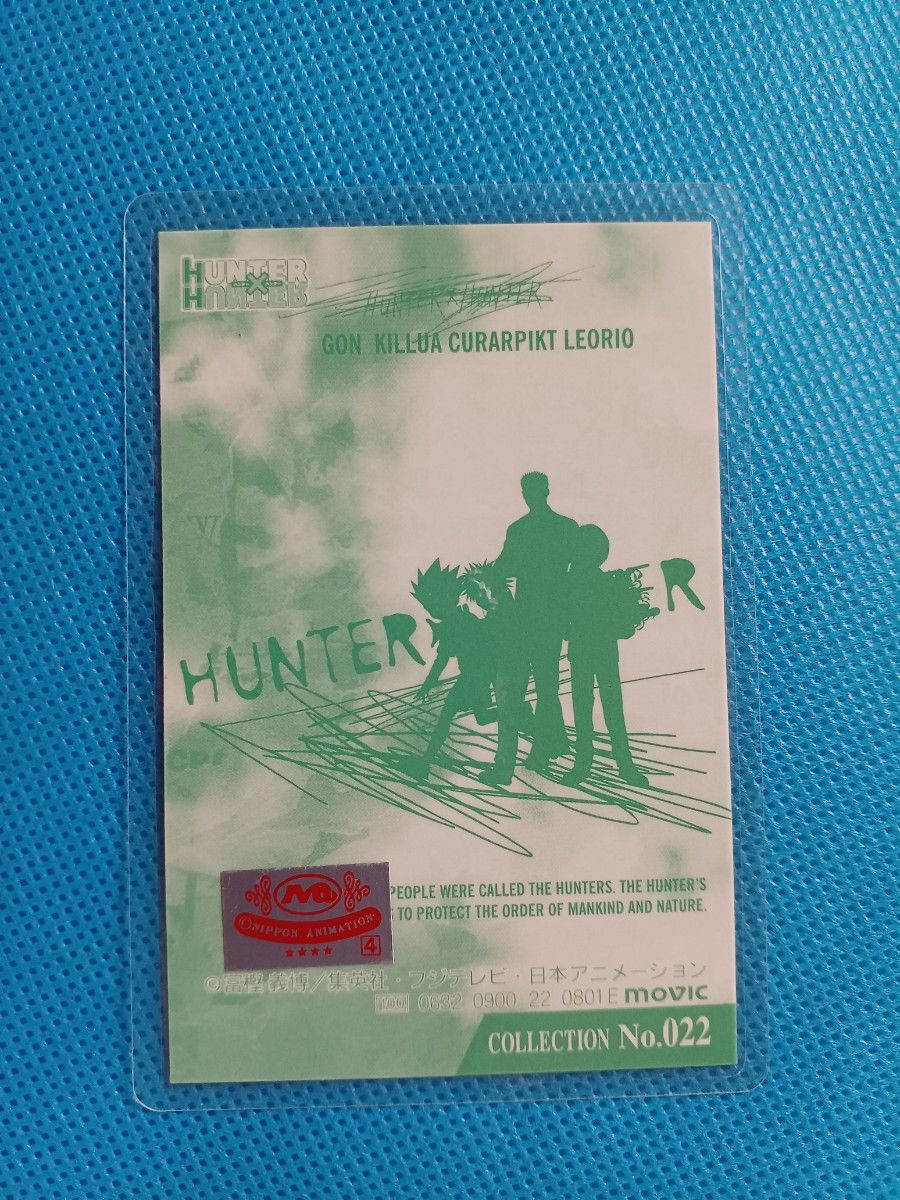 HUNTER
×
HUNTER
HUNTER×HUNTER
GON KILLUA CURARPIKT LEORIO
VI
HUNTER
R
PEOPLE WERE CALLED THE HUNTERS. THE HUNTER'S
TO PROTECT THE ORDER OF MANKIND AND NATURE.
©NIPPON ANIMATION
★★★★ 4
©冨樫義博／集英社・フジテレビ・日本アニメーション
100 0632 0900 22 0801E movic
COLLECTION No.022